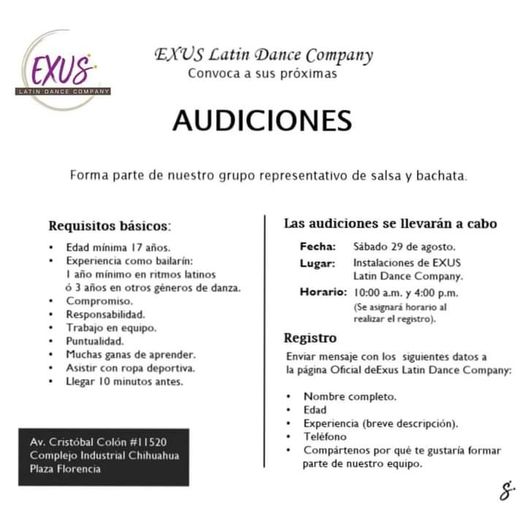 EXUS
LATIN DANCE COMPANY
EXUS Latin Dance Company
Convoca a sus próximas
AUDICIONES
Forma parte de nuestro grupo representativo de salsa y bachata.
Requisitos básicos:
• Edad mínima 17 años.
• Experiencia como bailarín:
1 año mínimo en ritmos latinos
ó 3 años en otros géneros de danza.
• Compromiso.
• Responsabilidad.
• Trabajo en equipo.
• Puntualidad.
• Muchas ganas de aprender.
• Asistir con ropa deportiva.
• Llegar 10 minutos antes.
Av. Cristóbal Colón #11520
Complejo Industrial Chihuahua
Plaza Florencia
Las audiciones se llevarán a cabo
Fecha: Sábado 29 de agosto.
Lugar: Instalaciones de EXUS
Latin Dance Company.
Horario: 10:00 a.m. y 4:00 p.m.
(Se asignará horario al
realizar el registro).
Registro
Enviar mensaje con los siguientes datos a
la página Oficial deExus Latin Dance Company:
• Nombre completo.
• Edad
• Experiencia (breve descripción).
• Teléfono
• Compártenos por qué te gustaría formar
parte de nuestro equipo.